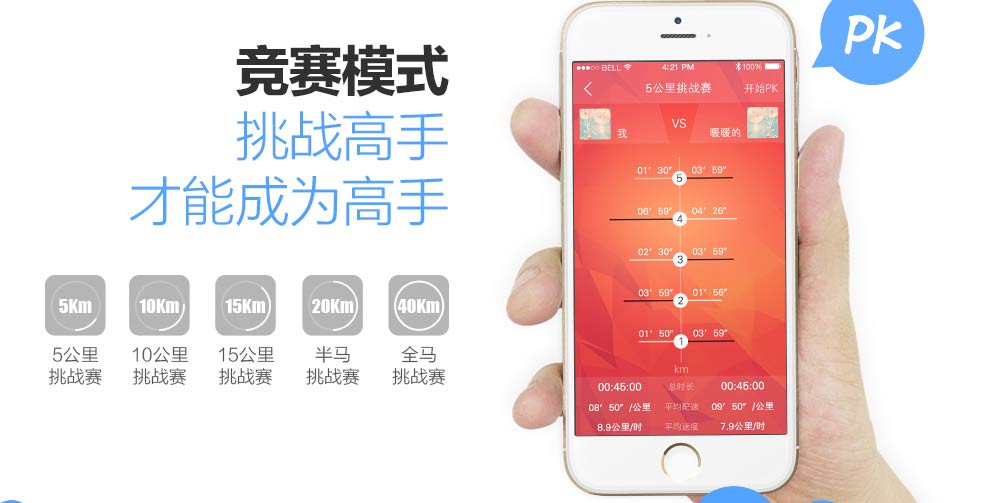 竞赛模式
挑战高手
才能成为高手
5Km 10Km 15Km 20Km 40Km
5公里 10公里 15公里 半马 全马
挑战赛 挑战赛 挑战赛 挑战赛 挑战赛
PK
BELL 4:21 PM 100%
5公里挑战赛 开始PK
我 VS 暖暖的
01′ 30″ 5 03′ 59″
06′ 59″ 4 04′ 26″
02′ 30″ 3 03′ 59″
03′ 59″ 2 01′ 56″
01′ 50″ 1 03′ 59″
km
00:45:00 总时长 00:45:00
08′ 50″ /公里 平均配速 09′ 50″ /公里
8.9公里/时 平均速度 7.9公里/时